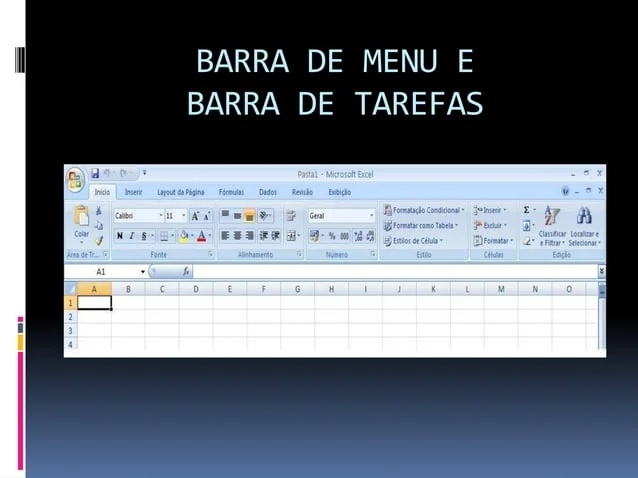 BARRA DE MENU E
BARRA DE TAREFAS
Pasta1 - Microsoft Excel
Início Inserir Layout da Página Fórmulas Dados Revisão Exibição
Calibri 11 Geral Formatação Condicional Inserir Σ
Formatar como Tabela Excluir
Colar N I S % 000 Estilos de Célula Formatar Classificar e Filtrar Localizar e Selecionar
Área de Tr... Fonte Alinhamento Número Estilo Células Edição
A1 fx
A B C D E F G H I J K L M N O
1
2
3
4